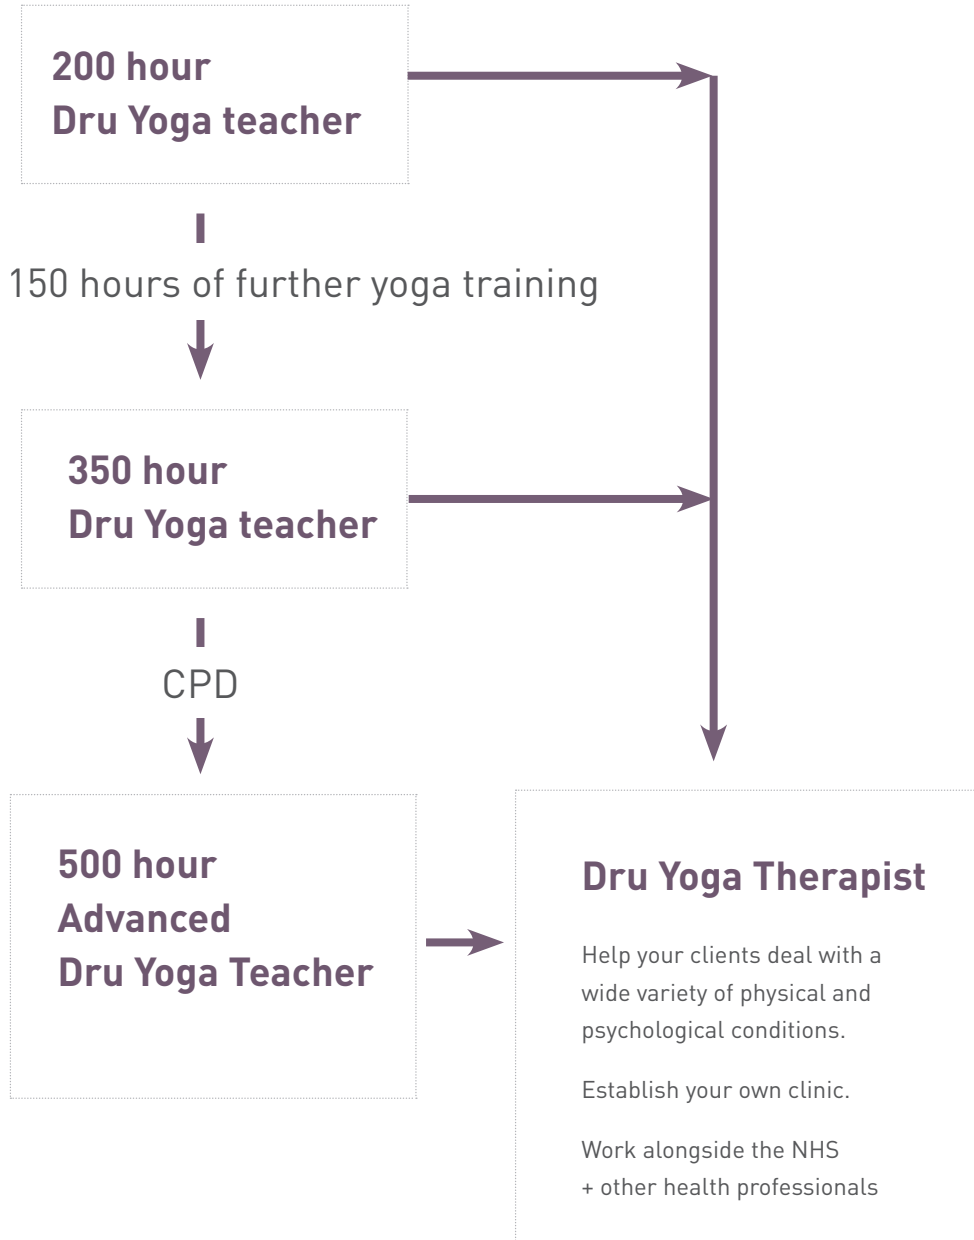 200 hour
Dru Yoga teacher
150 hours of further yoga training
350 hour
Dru Yoga teacher
CPD
500 hour
Advanced
Dru Yoga Teacher
Dru Yoga Therapist
Help your clients deal with a
wide variety of physical and
psychological conditions.
Establish your own clinic.
Work alongside the NHS
+ other health professionals